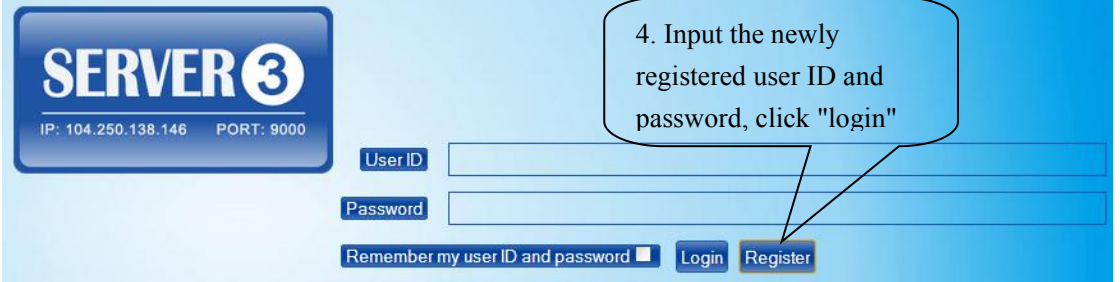 SERVER 3
IP: 104.250.138.146 PORT: 9000
4. Input the newly
registered user ID and
password, click "login"
User ID
Password
Remember my user ID and password
Login
Register